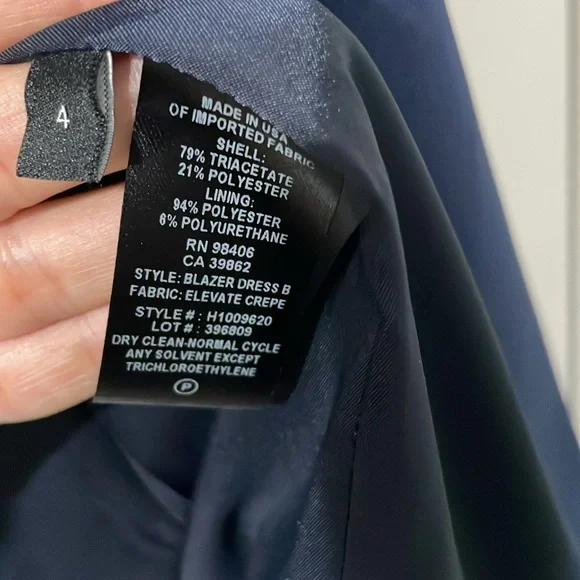 4
MADE IN USA
OF IMPORTED FABRIC
SHELL:
79% TRIACETATE
21% POLYESTER
LINING:
94% POLYESTER
6% POLYURETHANE
RN 98406
CA 39862
STYLE: BLAZER DRESS B
FABRIC: ELEVATE CREPE
STYLE # : H1009620
LOT # : 396809
DRY CLEAN-NORMAL CYCLE
ANY SOLVENT EXCEPT
TRICHLOROETHYLENE
P